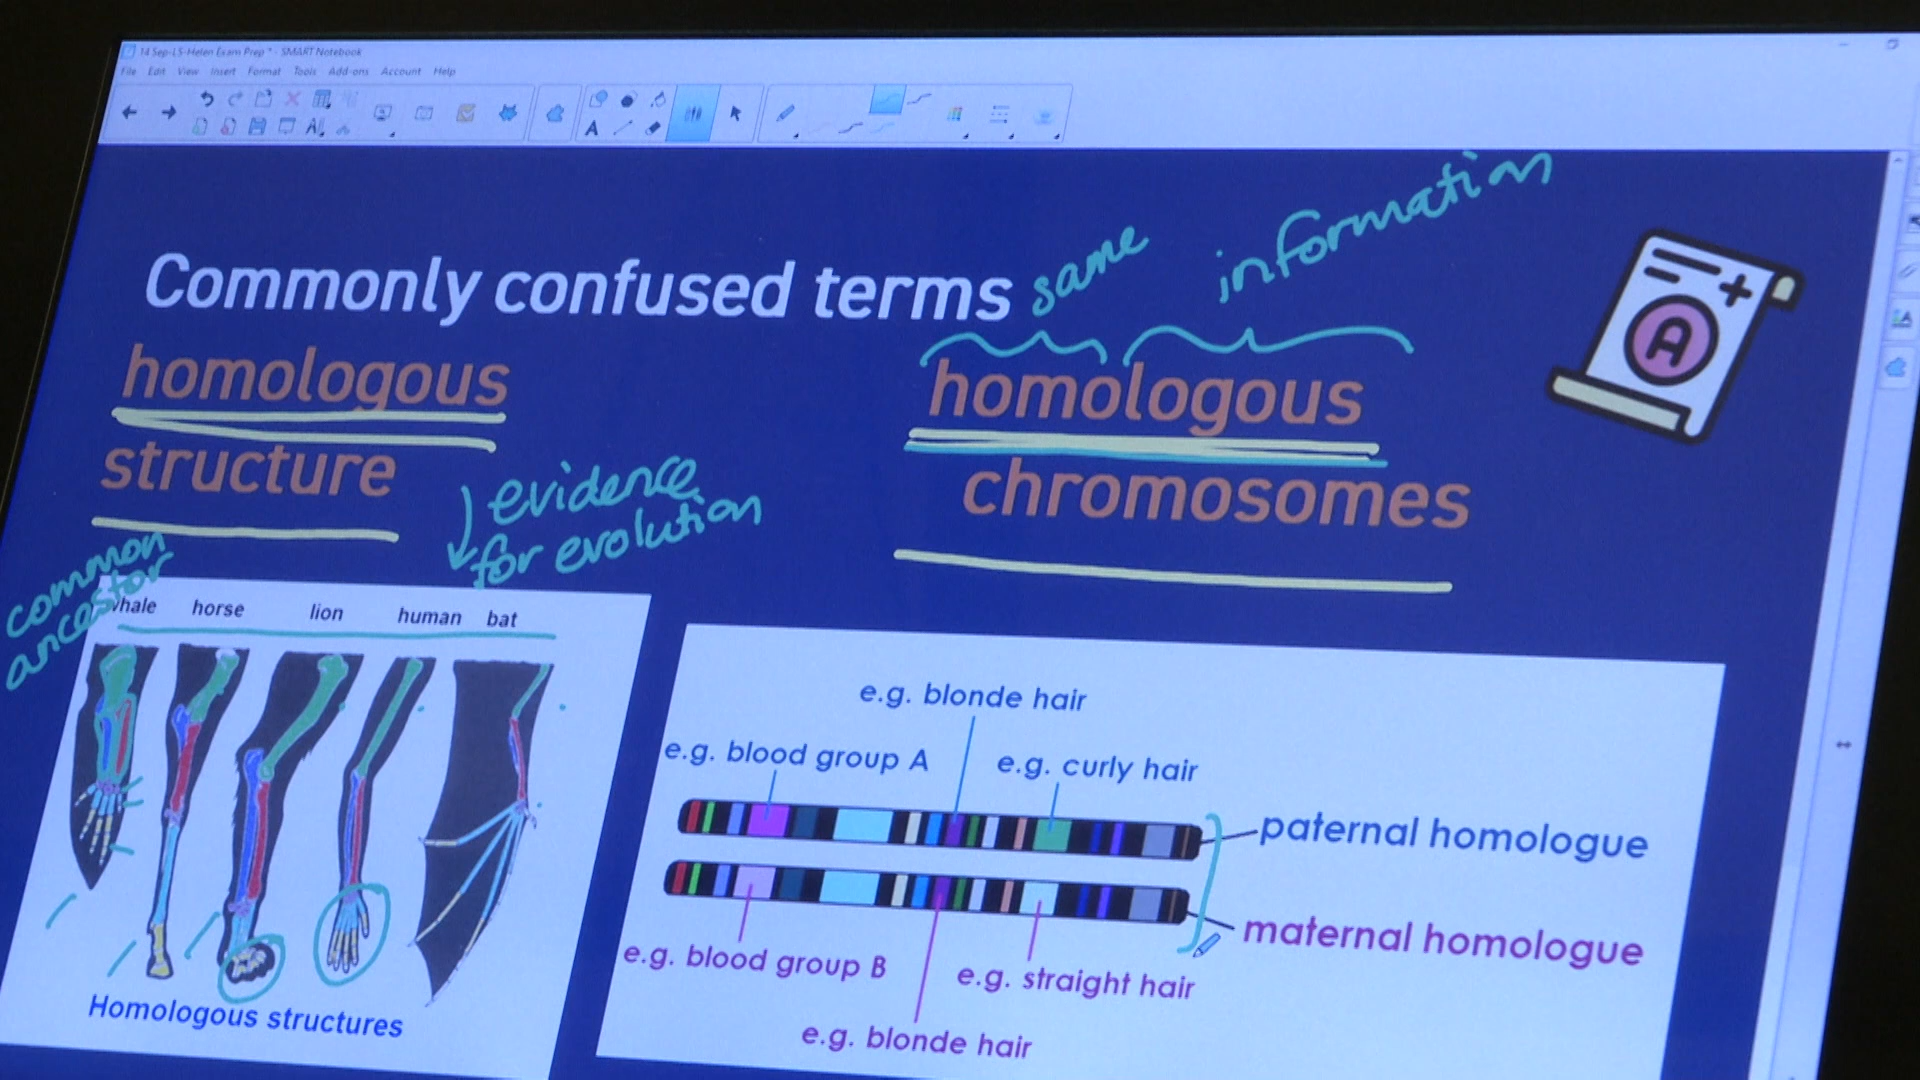 14 Sep-LS-Helen Exam Prep * - SMART Notebook
File Edit View Insert Format Tools Add-ons Account Help
A
Commonly confused terms
same
information
A
+
homologous
structure
evidence
for evolution
common
ancestor
homologous
chromosomes
hale horse lion human bat
Homologous structures
e.g. blonde hair
e.g. blood group A
e.g. curly hair
paternal homologue
maternal homologue
e.g. blood group B
e.g. straight hair
e.g. blonde hair